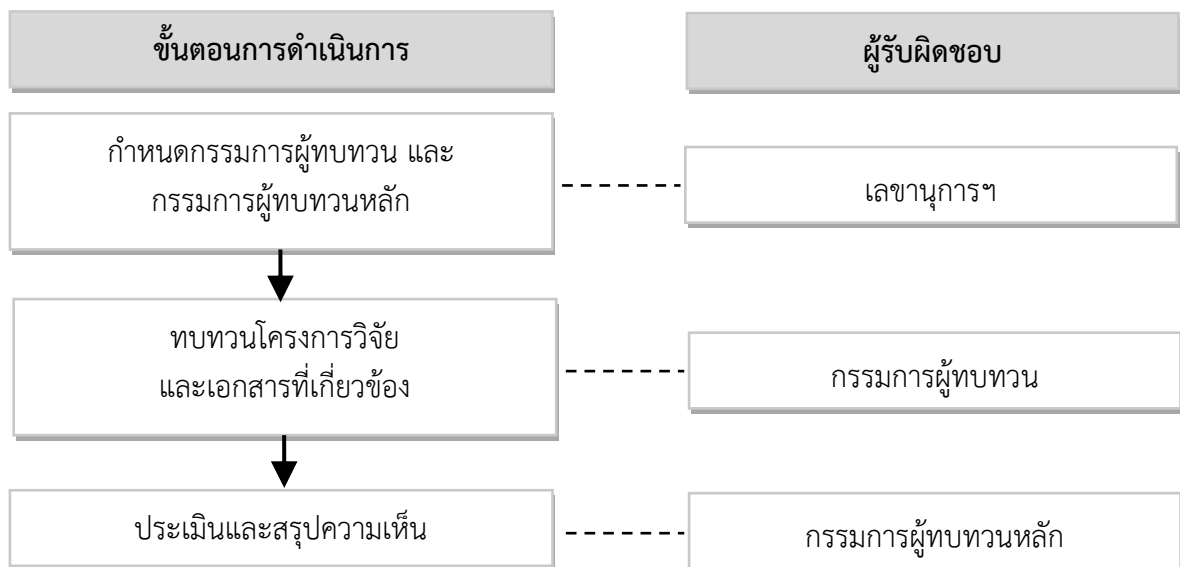 ขั้นตอนการดำเนินการ
ผู้รับผิดชอบ
กำหนดกรรมการผู้ทบทวน และ
กรรมการผู้ทบทวนหลัก
เลขานุการฯ
ทบทวนโครงการวิจัย
และเอกสารที่เกี่ยวข้อง
กรรมการผู้ทบทวน
ประเมินและสรุปความเห็น
กรรมการผู้ทบทวนหลัก